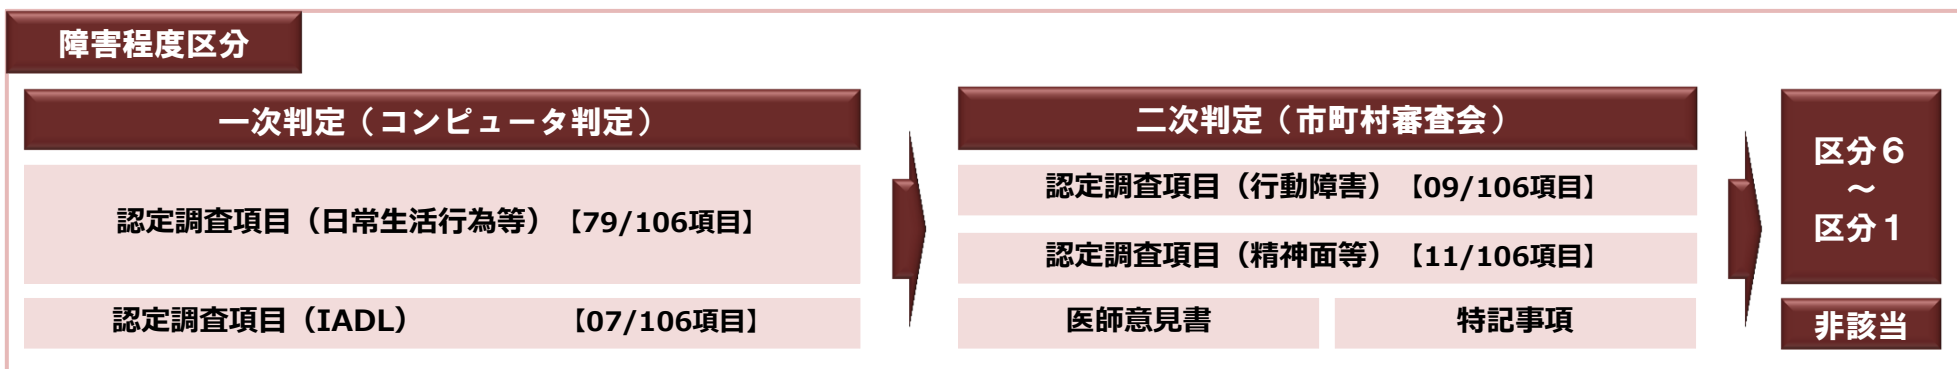 障害程度区分
一次判定（コンピュータ判定）
認定調査項目（日常生活行為等）【79/106項目】
認定調査項目（IADL）　【07/106項目】
二次判定（市町村審査会）
認定調査項目（行動障害）【09/106項目】
認定調査項目（精神面等）【11/106項目】
医師意見書
特記事項
区分６
～
区分１
非該当